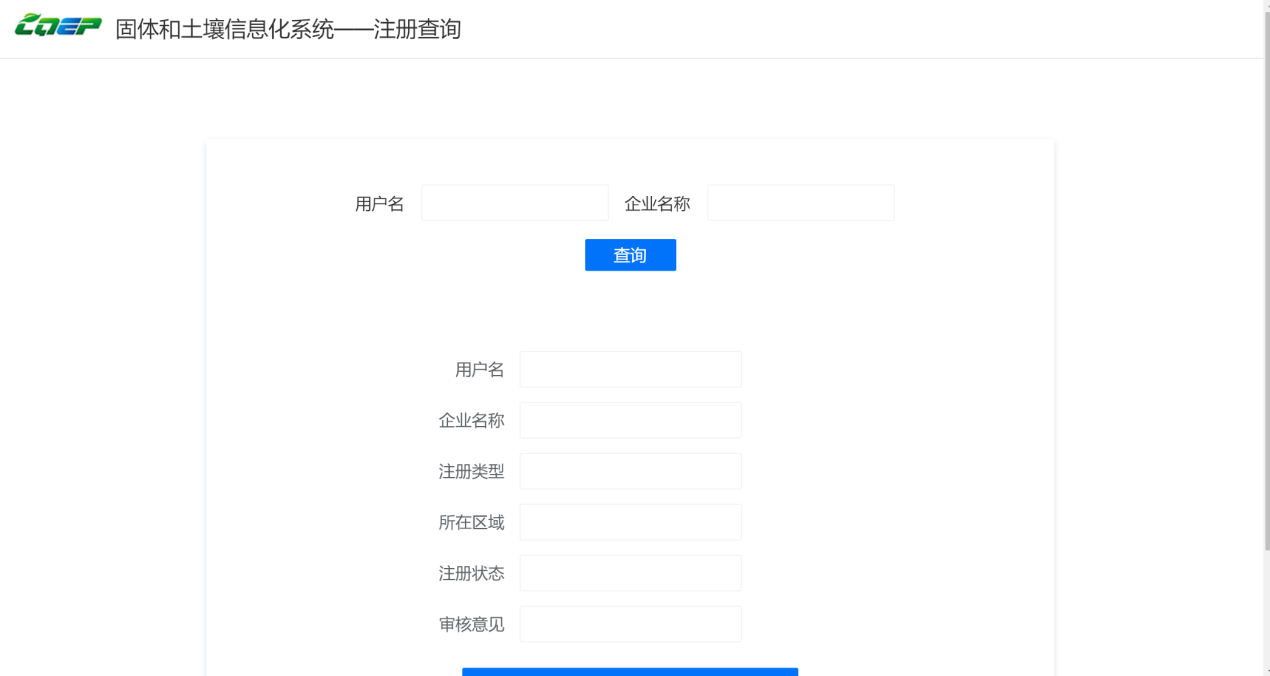 CQEP 固体和土壤信息化系统——注册查询
用户名 企业名称
查询
用户名
企业名称
注册类型
所在区域
注册状态
审核意见